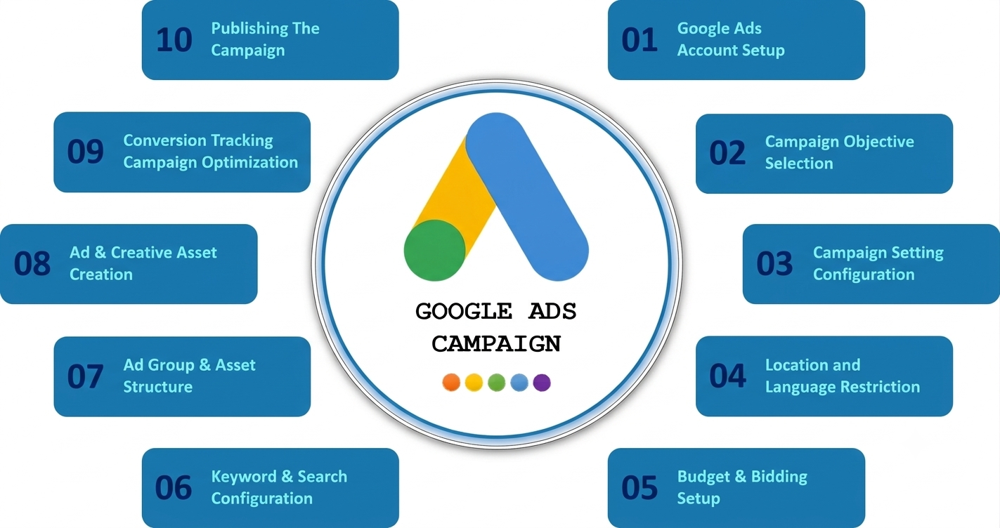 01
Google Ads
Account Setup
02
Campaign Objective
Selection
03
Campaign Setting
Configuration
04
Location and
Language Restriction
05
Budget & Bidding
Setup
06
Keyword & Search
Configuration
07
Ad Group & Asset
Structure
08
Ad & Creative Asset
Creation
09
Conversion Tracking
Campaign Optimization
10
Publishing The
Campaign
GOOGLE ADS
CAMPAIGN